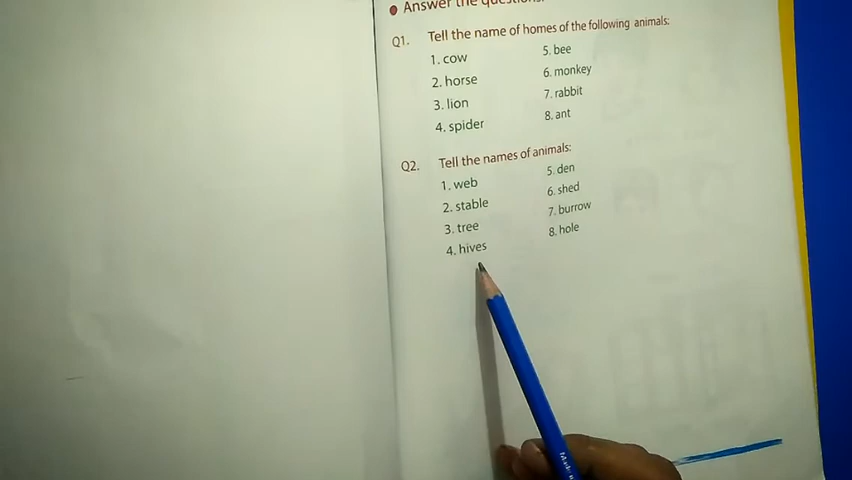 Answer the questions:
Q1. Tell the name of homes of the following animals:
1. cow
2. horse
3. lion
4. spider
5. bee
6. monkey
7. rabbit
8. ant
Q2. Tell the names of animals:
1. web
2. stable
3. tree
4. hives
5. den
6. shed
7. burrow
8. hole